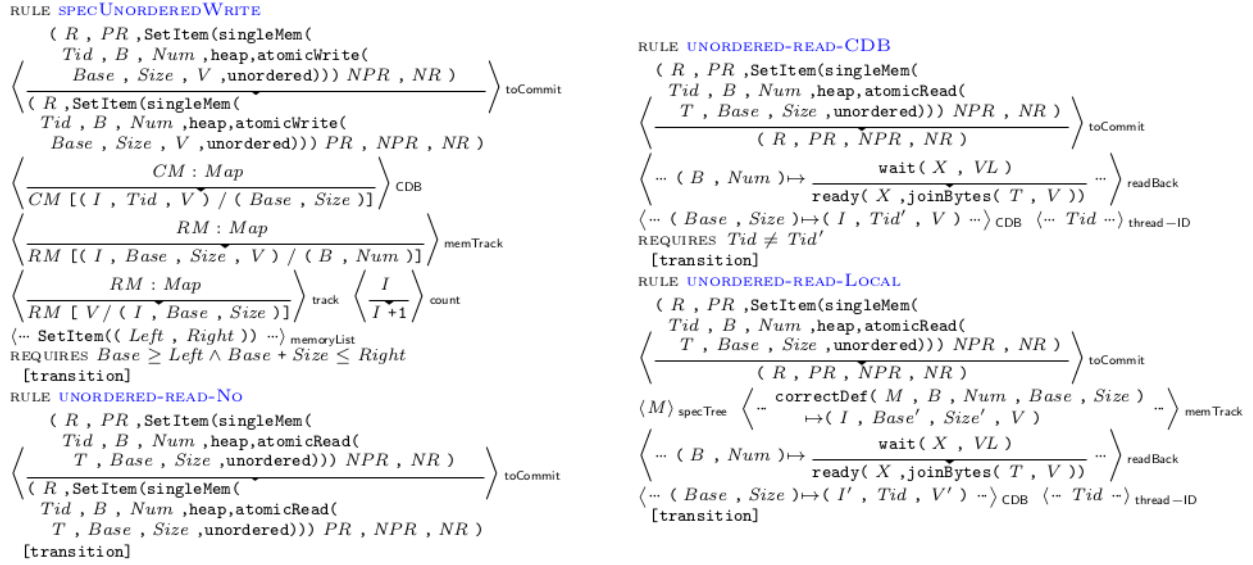 RULE SPECUNORDEREDWRITE
( R , PR ,SetItem(singleMem(
Tid , B , Num ,heap,atomicWrite(
Base , Size , V ,unordered))) NPR , NR )
toCommit
( R ,SetItem(singleMem(
Tid , B , Num ,heap,atomicWrite(
Base , Size , V ,unordered))) PR , NPR , NR )
CM : Map
CDB
CM [( I , Tid , V ) / ( Base , Size )]
RM : Map
memTrack
RM [( I , Base , Size , V ) / ( B , Num )]
RM : Map I
track count
RM [ V / ( I , Base , Size )] I +1
⟨··· SetItem(( Left , Right )) ···⟩ memoryList
REQUIRES Base ≥ Left ∧ Base + Size ≤ Right
[transition]
RULE UNORDERED-READ-NO
( R , PR ,SetItem(singleMem(
Tid , B , Num ,heap,atomicRead(
T , Base , Size ,unordered))) NPR , NR )
toCommit
( R ,SetItem(singleMem(
Tid , B , Num ,heap,atomicRead(
T , Base , Size ,unordered))) PR , NPR , NR )
[transition]
RULE UNORDERED-READ-CDB
( R , PR ,SetItem(singleMem(
Tid , B , Num ,heap,atomicRead(
T , Base , Size ,unordered))) NPR , NR )
toCommit
( R , PR , NPR , NR )
wait( X , VL )
⟨ ··· ( B , Num )↦ ··· ⟩ readBack
ready( X ,joinBytes( T , V ))
⟨··· ( Base , Size )↦( I , Tid′ , V ) ···⟩ CDB ⟨··· Tid ···⟩ thread−ID
REQUIRES Tid ≠ Tid′
[transition]
RULE UNORDERED-READ-LOCAL
( R , PR ,SetItem(singleMem(
Tid , B , Num ,heap,atomicRead(
T , Base , Size ,unordered))) NPR , NR )
toCommit
( R , PR , NPR , NR )
⟨M⟩ specTree ⟨ ··· correctDef( M , B , Num , Base , Size )
↦( I , Base′ , Size′ , V ) ··· ⟩ memTrack
wait( X , VL )
⟨ ··· ( B , Num )↦ ··· ⟩ readBack
ready( X ,joinBytes( T , V ))
⟨··· ( Base , Size )↦( I′ , Tid , V′ ) ···⟩ CDB ⟨··· Tid ···⟩ thread−ID
[transition]